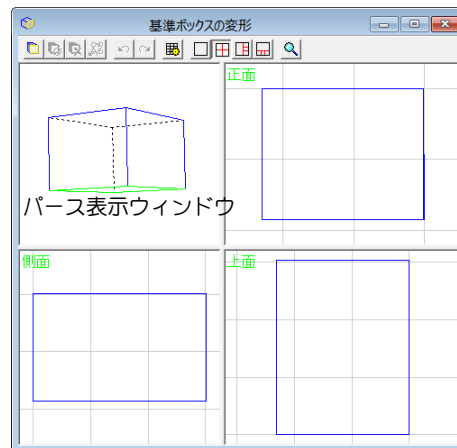 基準ボックスの変形
正面
パース表示ウィンドウ
側面
上面